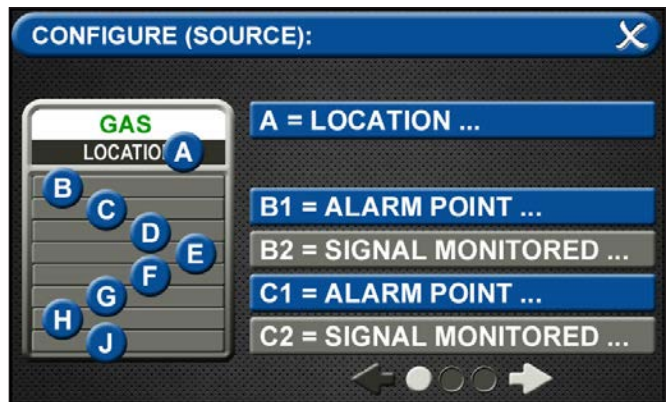 CONFIGURE (SOURCE):
X
GAS
LOCATIO A
B
C
D
E
F
G
H
J
A = LOCATION ...
B1 = ALARM POINT ...
B2 = SIGNAL MONITORED ...
C1 = ALARM POINT ...
C2 = SIGNAL MONITORED ...